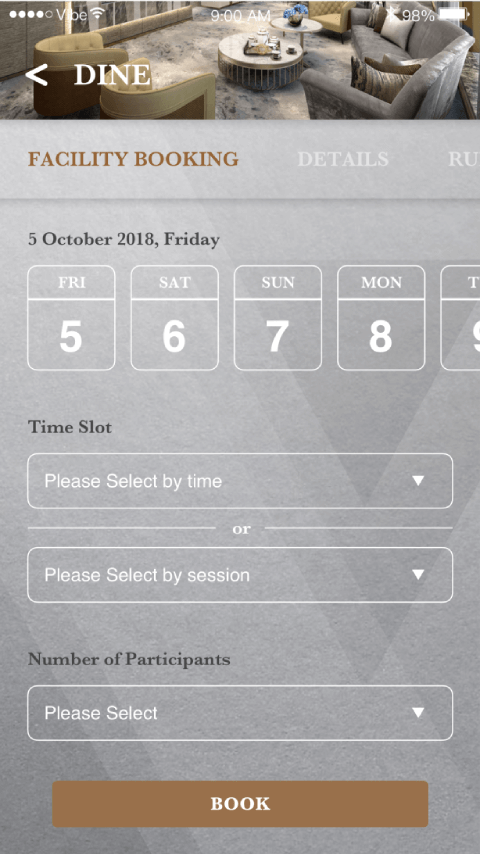 Vibe 9:00 AM 98%
< DINE
FACILITY BOOKING DETAILS RU
5 October 2018, Friday
FRI SAT SUN MON T
5 6 7 8 9
Time Slot
Please Select by time
or
Please Select by session
Number of Participants
Please Select
BOOK